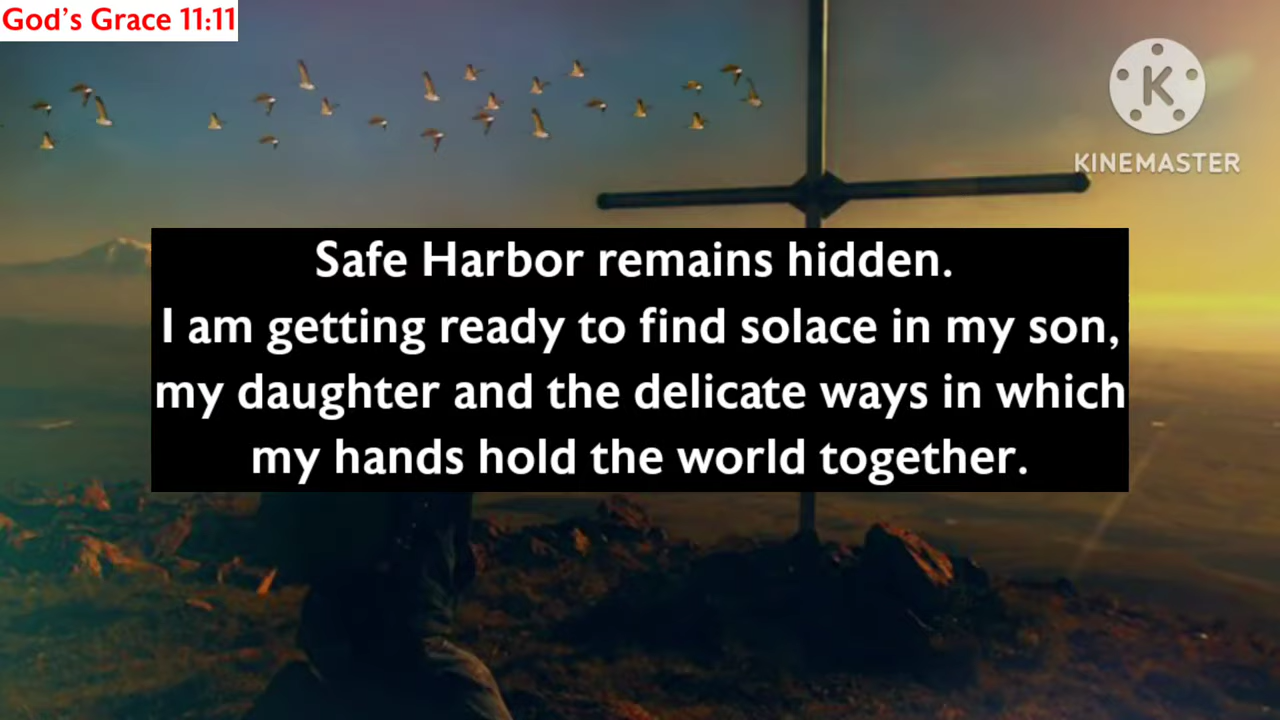 God's Grace 11:11
K
KINEMASTER
Safe Harbor remains hidden.
I am getting ready to find solace in my son,
my daughter and the delicate ways in which
my hands hold the world together.